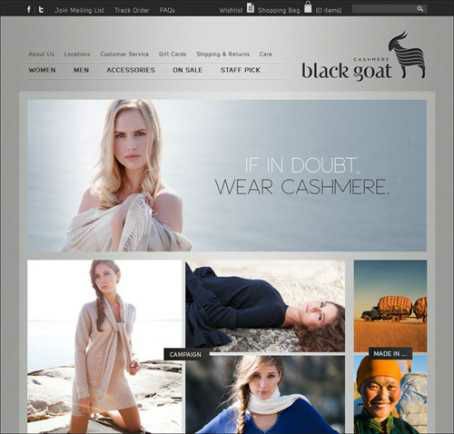 f t Join Mailing List Track Order FAQs Wishlist Shopping Bag (0 items)
About Us Locations Customer Service Gift Cards Shipping & Returns Care
WOMEN MEN ACCESSORIES ON SALE STAFF PICK
CASHMERE
black goat
IF IN DOUBT,
WEAR CASHMERE.
CAMPAIGN
MADE IN ...